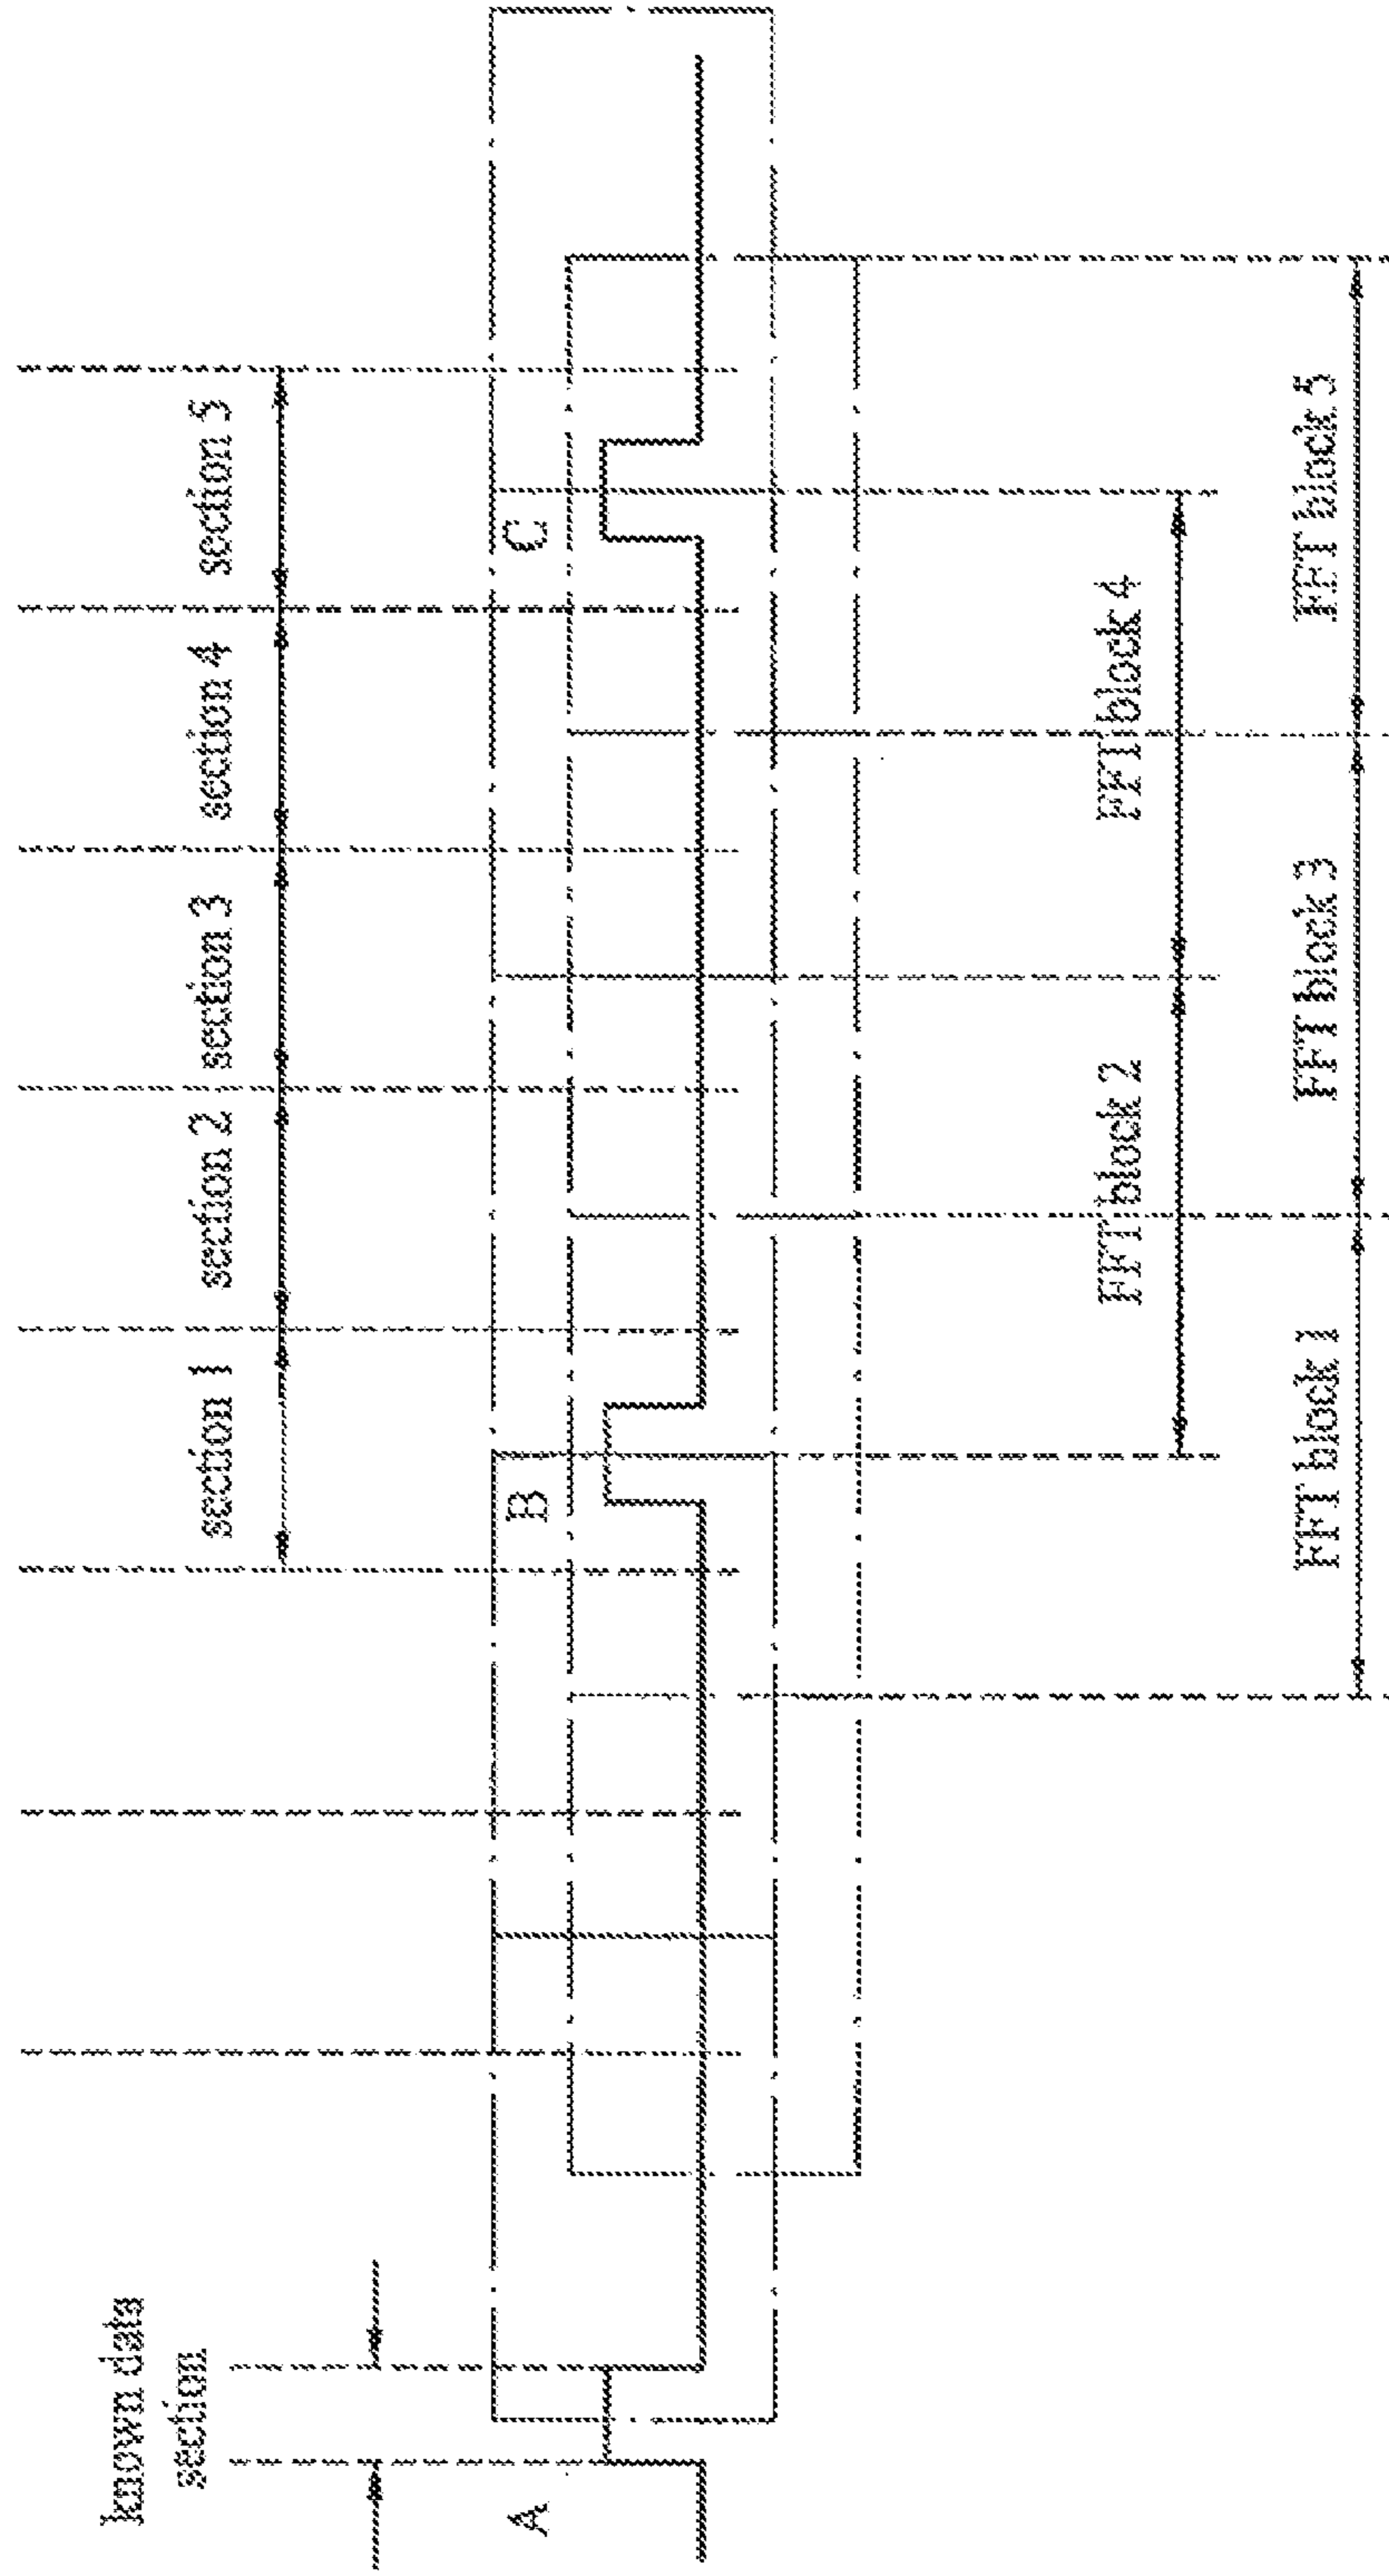 known data
section
section 1
section 2
section 3
section 4
section 5
A
B
C
FFT block 2
FFT block 4
FFT block 1
FFT block 3
FFT block 5